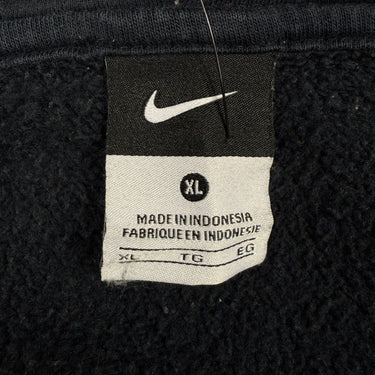 XL
MADE IN INDONESIA
FABRIQUE EN INDONESIE
XL TG EG